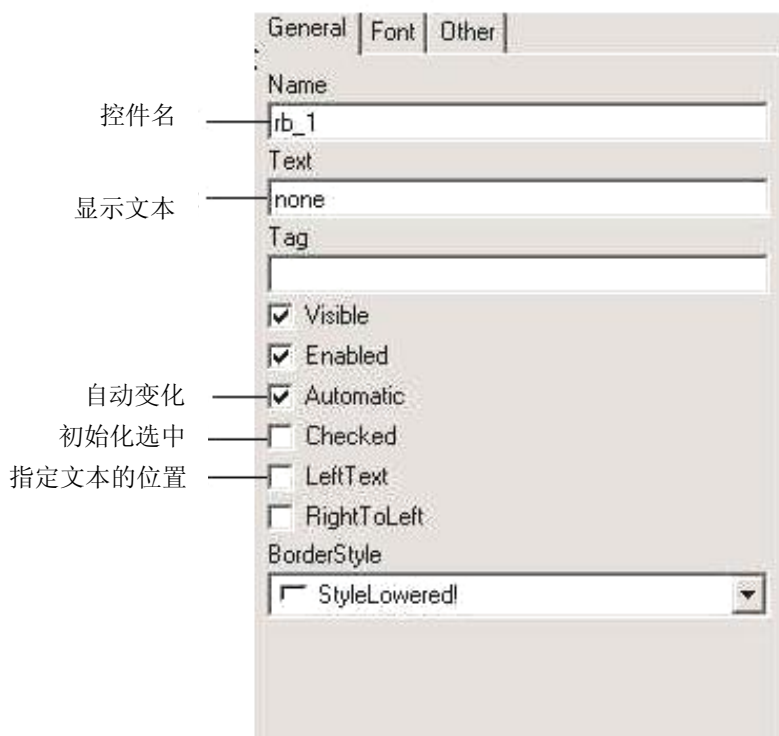 General Font Other
Name
控件名
rb_1
Text
显示文本
none
Tag
Visible
Enabled
自动变化
Automatic
初始化选中
Checked
指定文本的位置
LeftText
RightToLeft
BorderStyle
StyleLowered!